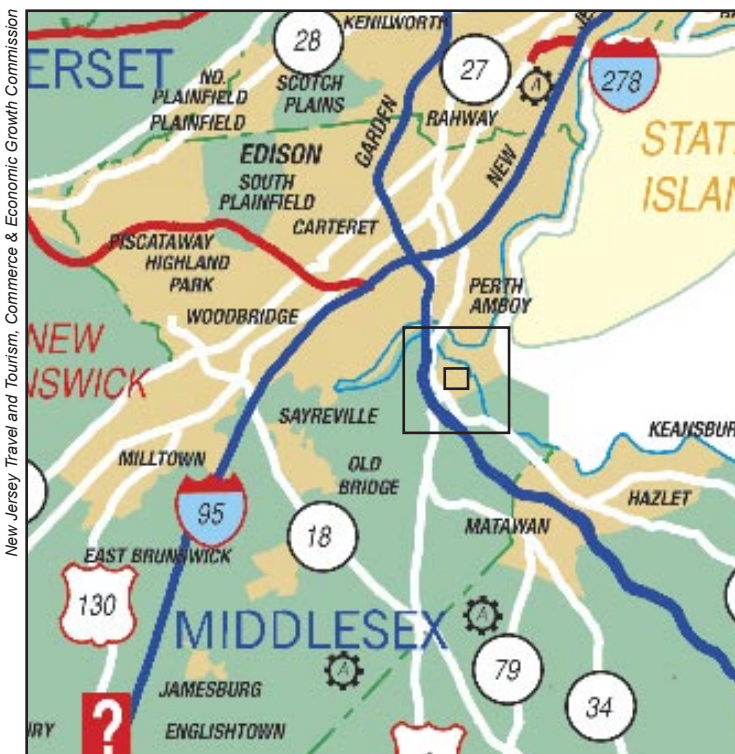 New Jersey Travel and Tourism, Commerce & Economic Growth Commission
KENILWORTH
28
27
278
ERSET
NO.
PLAINFIELD
PLAINFIELD
SCOTCH
PLAINS
GARDEN
RAHWAY
A
NEW
EDISON
SOUTH
PLAINFIELD
STAT
ISLAN
CARTERET
PISCATAWAY
HIGHLAND
PARK
PERTH
AMBOY
WOODBRIDGE
NEW
NSWICK
SAYREVILLE
KEANSBUR
MILLTOWN
OLD
BRIDGE
HAZLET
95
18
MATAWAN
EAST BRUNSWICK
130
MIDDLESEX
A
A
79
34
JAMESBURG
?
RY
ENGLISHTOWN